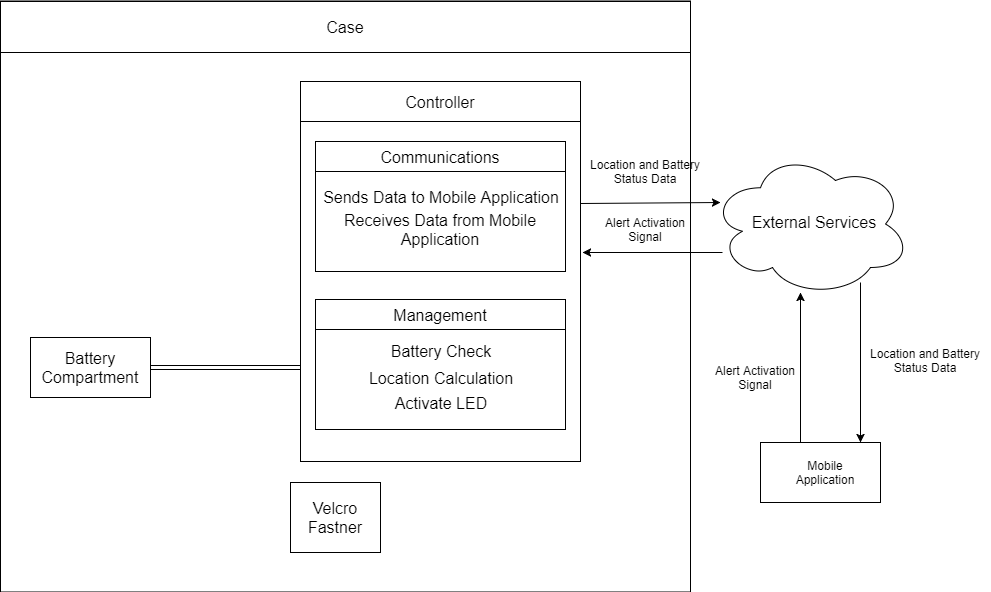 Case
Controller
Communications
Sends Data to Mobile Application
Receives Data from Mobile
Application
Location and Battery
Status Data
Alert Activation
Signal
External Services
Management
Battery Check
Location Calculation
Activate LED
Battery
Compartment
Alert Activation
Signal
Location and Battery
Status Data
Mobile
Application
Velcro
Fastner